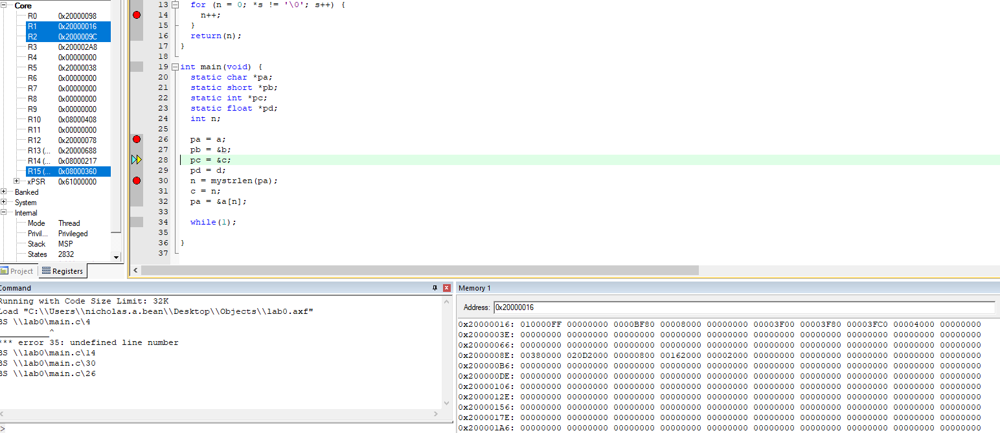 Core
R0 0x20000098
R1 0x20000016
R2 0x2000009C
R3 0x200002A8
R4 0x00000000
R5 0x20000038
R6 0x00000000
R7 0x00000000
R8 0x00000000
R9 0x00000000
R10 0x08000408
R11 0x00000000
R12 0x20000078
R13 (... 0x20000688
R14 (... 0x08000217
R15 (... 0x08000360
xPSR 0x61000000
Banked
System
Internal
Mode Thread
Privil... Privileged
Stack MSP
States 2832
Project Registers
13 for (n = 0; *s != '\0'; s++) {
14 n++;
15 }
16 return(n);
17 }
18
19 int main(void) {
20 static char *pa;
21 static short *pb;
22 static int *pc;
23 static float *pd;
24 int n;
25
26 pa = a;
27 pb = &b;
28 pc = &c;
29 pd = d;
30 n = mystrlen(pa);
31 c = n;
32 pa = &a[n];
33
34 while(1);
35
36 }
37
Command
Running with Code Size Limit: 32K
Load "C:\\Users\\nicholas.a.bean\\Desktop\\Objects\\lab0.axf"
BS \\lab0\main.c\4
^
*** error 35: undefined line number
BS \\lab0\main.c\14
BS \\lab0\main.c\30
BS \\lab0\main.c\26
>
Memory 1
Address: 0x20000016
0x20000016: 010000FF 00000000 0000BF80 00008000 00000000 00003F00 00003F80 00003FC0 00004000 00000000
0x2000003E: 00000000 00000000 00000000 00000000 00000000 00000000 00000000 00000000 00000000 00000000
0x20000066: 00000000 00000000 00000000 00000000 00000000 00000000 00000000 00000000 00000000 00000000
0x2000008E: 00380000 020D2000 00000800 00162000 00002000 00000000 00000000 00000000 00000000 00000000
0x200000B6: 00000000 00000000 00000000 00000000 00000000 00000000 00000000 00000000 00000000 00000000
0x200000DE: 00000000 00000000 00000000 00000000 00000000 00000000 00000000 00000000 00000000 00000000
0x20000106: 00000000 00000000 00000000 00000000 00000000 00000000 00000000 00000000 00000000 00000000
0x2000012E: 00000000 00000000 00000000 00000000 00000000 00000000 00000000 00000000 00000000 00000000
0x20000156: 00000000 00000000 00000000 00000000 00000000 00000000 00000000 00000000 00000000 00000000
0x2000017E: 00000000 00000000 00000000 00000000 00000000 00000000 00000000 00000000 00000000 00000000
0x200001A6: 00000000 00000000 00000000 00000000 00000000 00000000 00000000 00000000 00000000 00000000